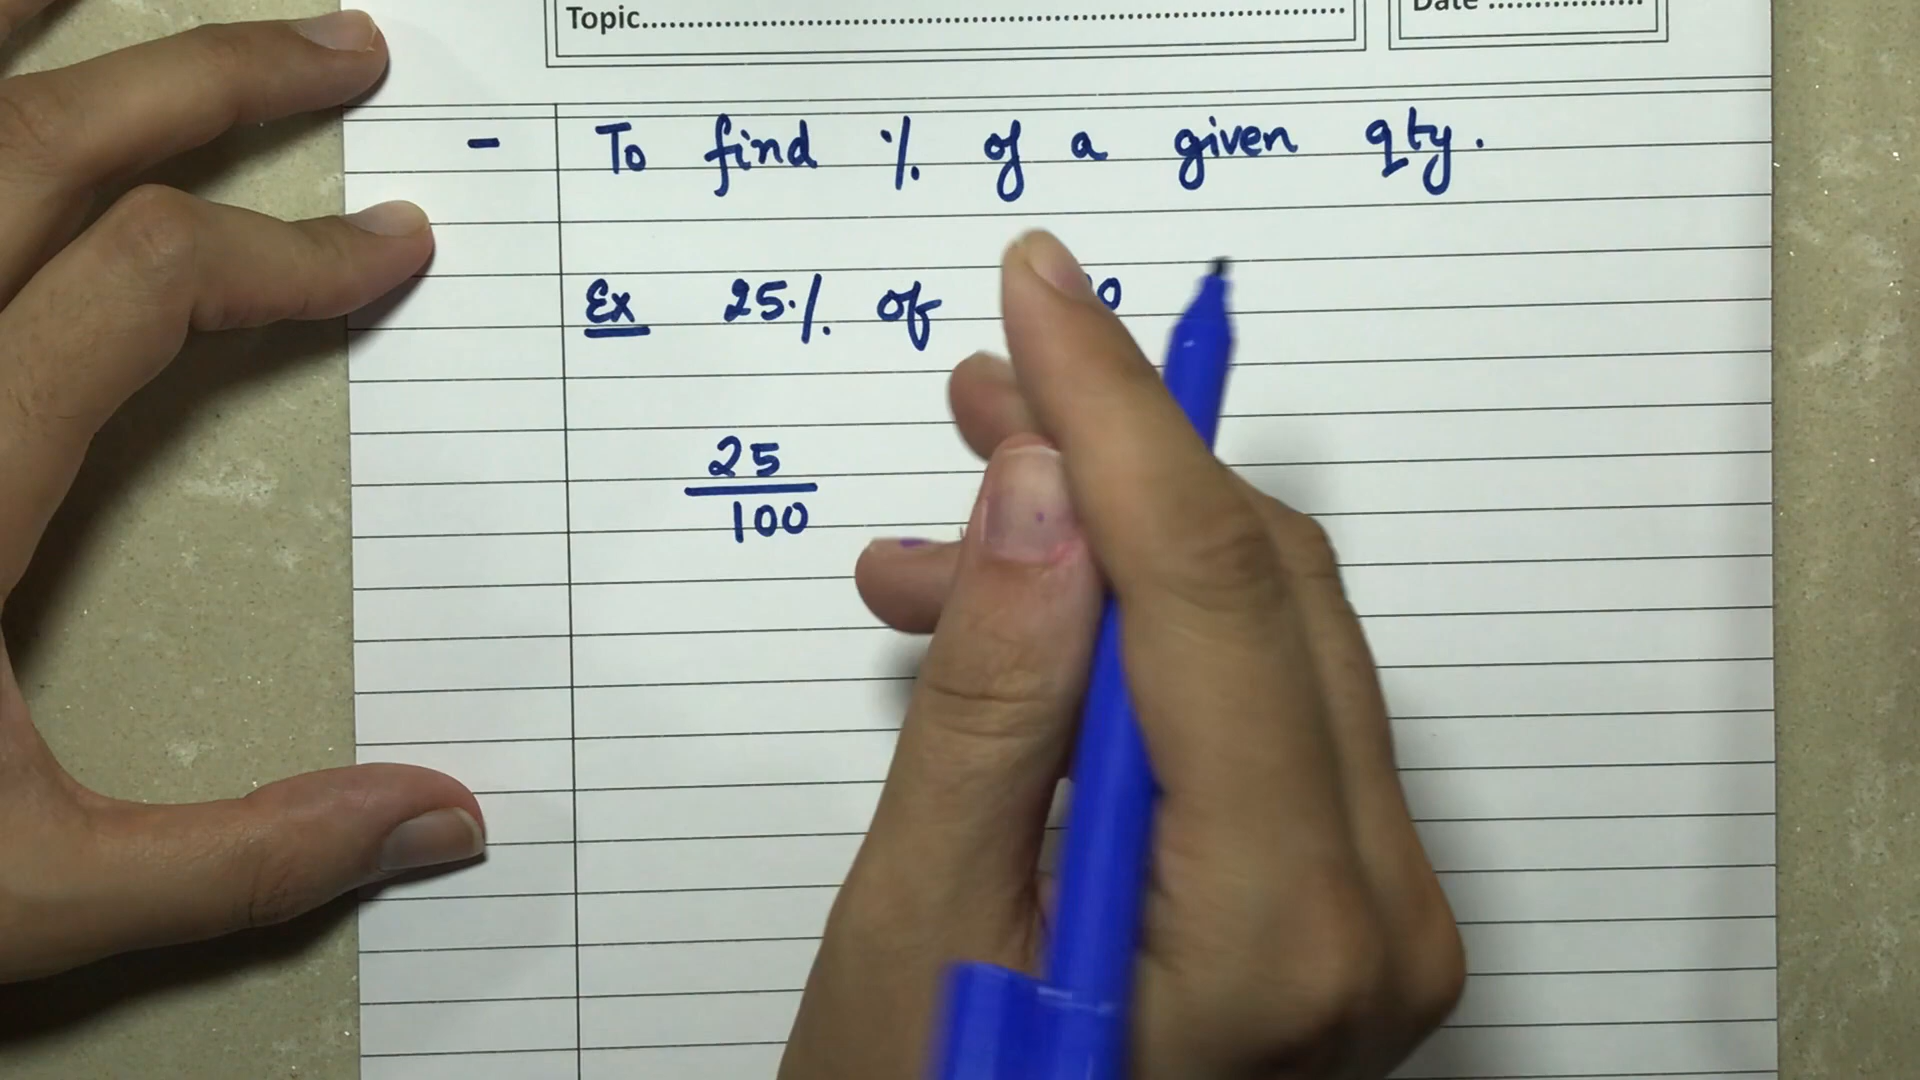 Topic..........................................................................
Date ..................
- To find % of a given qty.
Ex 25% of
25
100